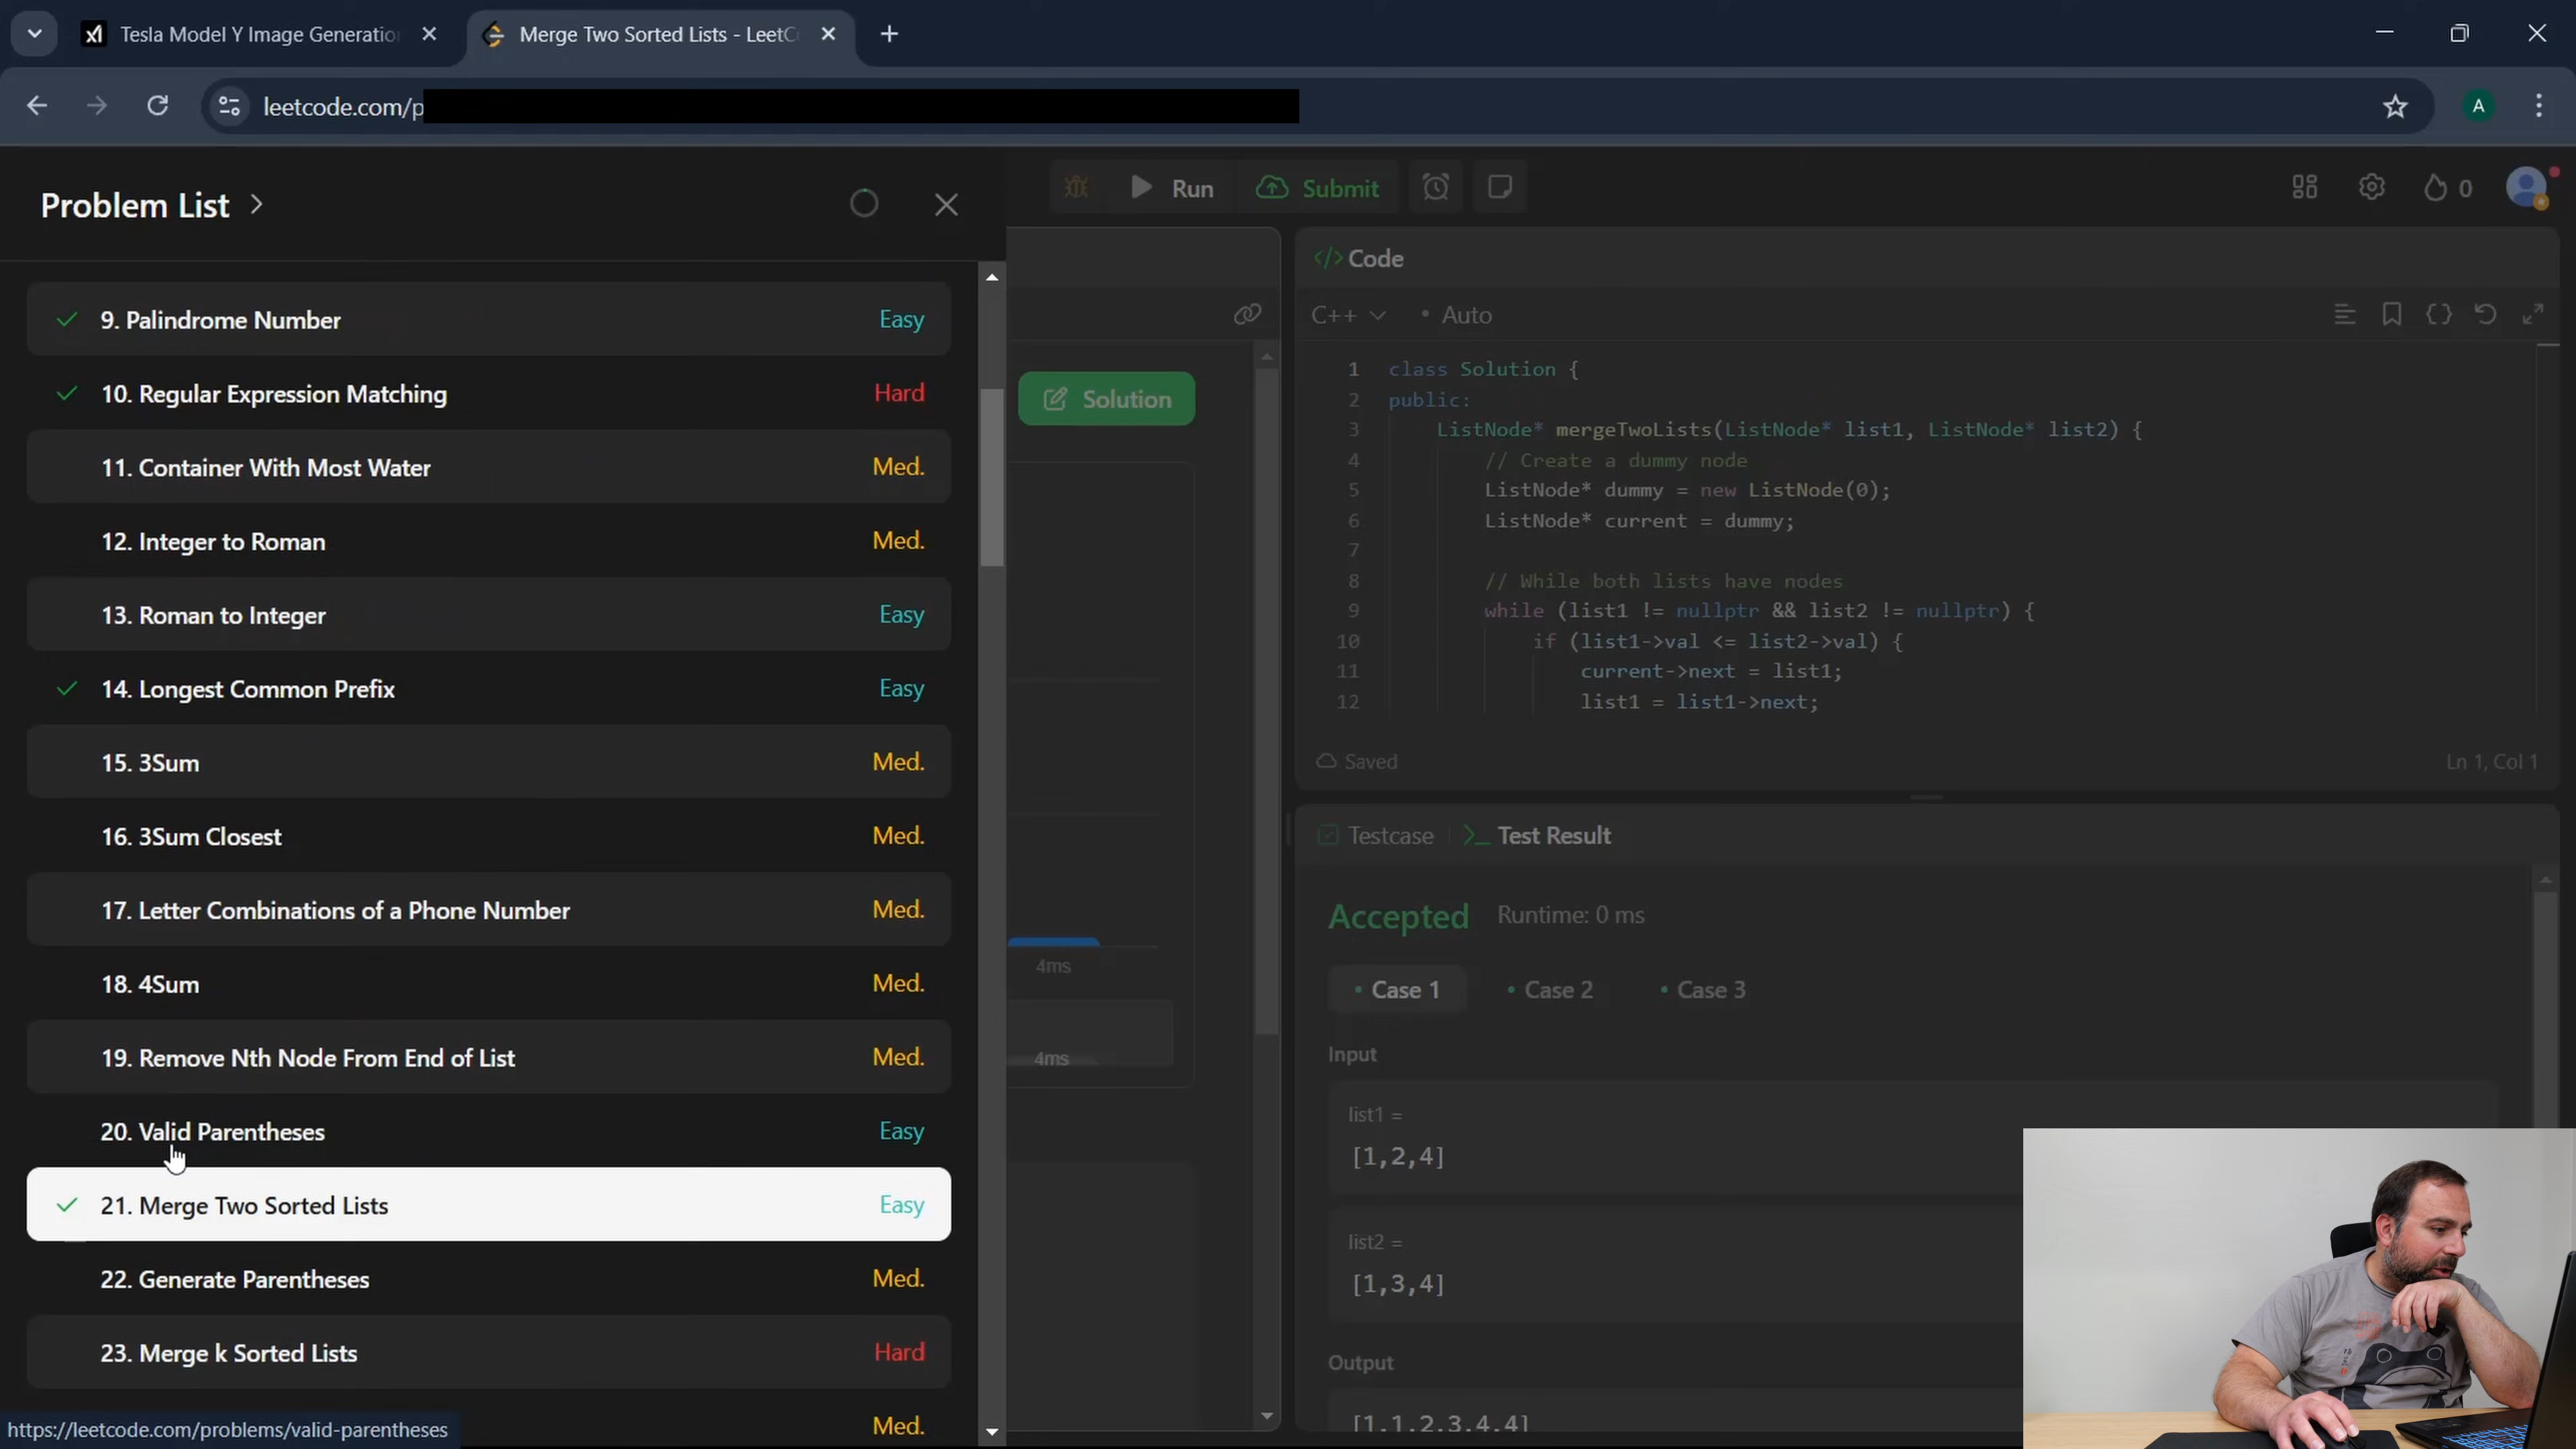 Tesla Model Y Image Generation
Merge Two Sorted Lists - LeetC
leetcode.com/p
A
Problem List
Run
Submit
0
9. Palindrome Number Easy
10. Regular Expression Matching Hard
11. Container With Most Water Med.
12. Integer to Roman Med.
13. Roman to Integer Easy
14. Longest Common Prefix Easy
15. 3Sum Med.
16. 3Sum Closest Med.
17. Letter Combinations of a Phone Number Med.
18. 4Sum Med.
19. Remove Nth Node From End of List Med.
20. Valid Parentheses Easy
21. Merge Two Sorted Lists Easy
22. Generate Parentheses Med.
23. Merge k Sorted Lists Hard
Med.
https://leetcode.com/problems/valid-parentheses
Solution
4ms
4ms
</> Code
C++ • Auto
1 class Solution {
2 public:
3 ListNode* mergeTwoLists(ListNode* list1, ListNode* list2) {
4 // Create a dummy node
5 ListNode* dummy = new ListNode(0);
6 ListNode* current = dummy;
7
8 // While both lists have nodes
9 while (list1 != nullptr && list2 != nullptr) {
10 if (list1->val <= list2->val) {
11 current->next = list1;
12 list1 = list1->next;
Saved Ln 1, Col 1
Testcase >_ Test Result
Accepted Runtime: 0 ms
• Case 1 • Case 2 • Case 3
Input
list1 =
[1,2,4]
list2 =
[1,3,4]
Output
[1,1,2,3,4,4]